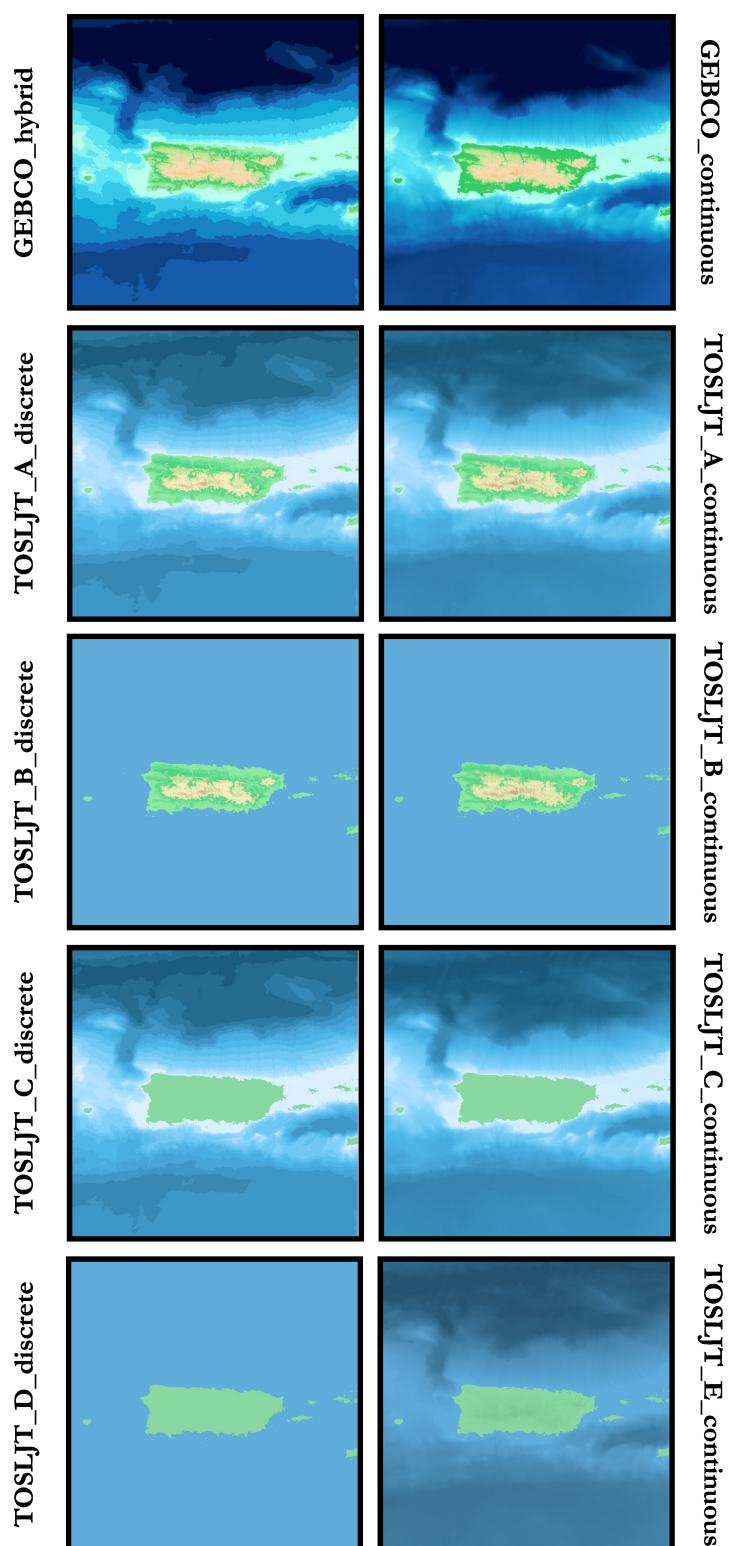 GEBCO_hybrid
GEBCO_continuous
TOSLJT_A_discrete
TOSLJT_A_continuous
TOSLJT_B_discrete
TOSLJT_B_continuous
TOSLJT_C_discrete
TOSLJT_C_continuous
TOSLJT_D_discrete
TOSLJT_E_continuous